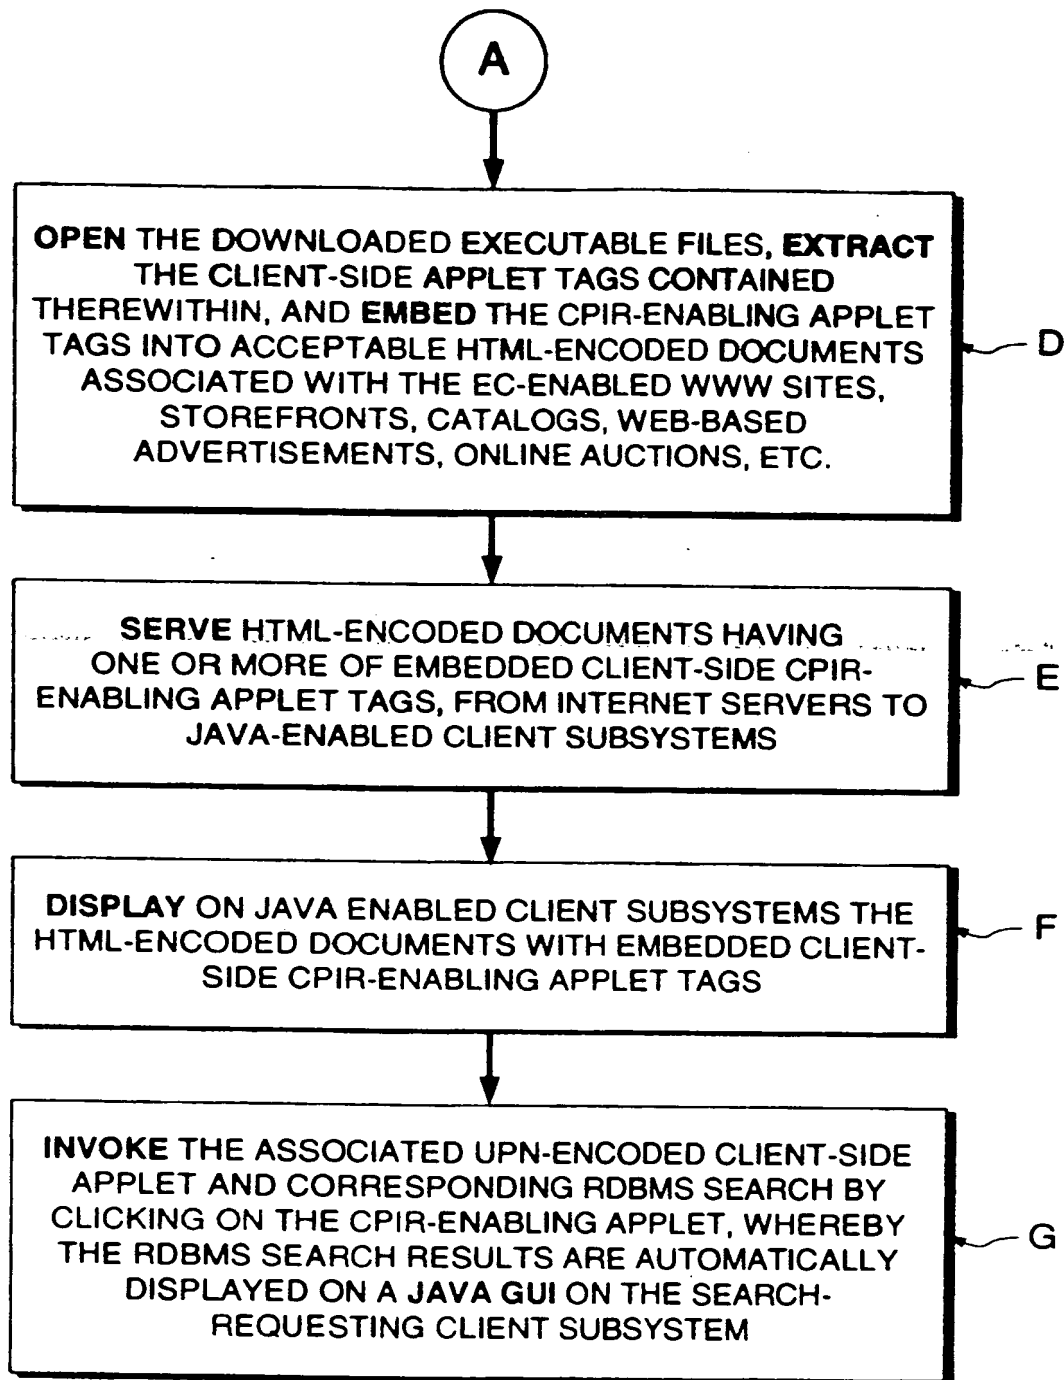 A
OPEN THE DOWNLOADED EXECUTABLE FILES, EXTRACT
THE CLIENT-SIDE APPLET TAGS CONTAINED
THEREWITHIN, AND EMBED THE CPIR-ENABLING APPLET
TAGS INTO ACCEPTABLE HTML-ENCODED DOCUMENTS
ASSOCIATED WITH THE EC-ENABLED WWW SITES,
STOREFRONTS, CATALOGS, WEB-BASED
ADVERTISEMENTS, ONLINE AUCTIONS, ETC.
D
SERVE HTML-ENCODED DOCUMENTS HAVING
ONE OR MORE OF EMBEDDED CLIENT-SIDE CPIR-
ENABLING APPLET TAGS, FROM INTERNET SERVERS TO
JAVA-ENABLED CLIENT SUBSYSTEMS
E
DISPLAY ON JAVA ENABLED CLIENT SUBSYSTEMS THE
HTML-ENCODED DOCUMENTS WITH EMBEDDED CLIENT-
SIDE CPIR-ENABLING APPLET TAGS
F
INVOKE THE ASSOCIATED UPN-ENCODED CLIENT-SIDE
APPLET AND CORRESPONDING RDBMS SEARCH BY
CLICKING ON THE CPIR-ENABLING APPLET, WHEREBY
THE RDBMS SEARCH RESULTS ARE AUTOMATICALLY
DISPLAYED ON A JAVA GUI ON THE SEARCH-
REQUESTING CLIENT SUBSYSTEM
G